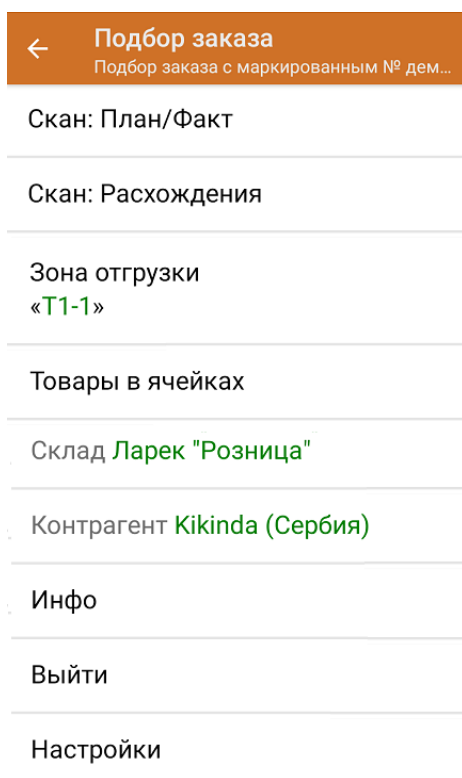 Подбор заказа
Подбор заказа с маркированным № дем...
Скан: План/Факт
Скан: Расхождения
Зона отгрузки
«Т1-1»
Товары в ячейках
Склад Ларек "Розница"
Контрагент Kikinda (Сербия)
Инфо
Выйти
Настройки